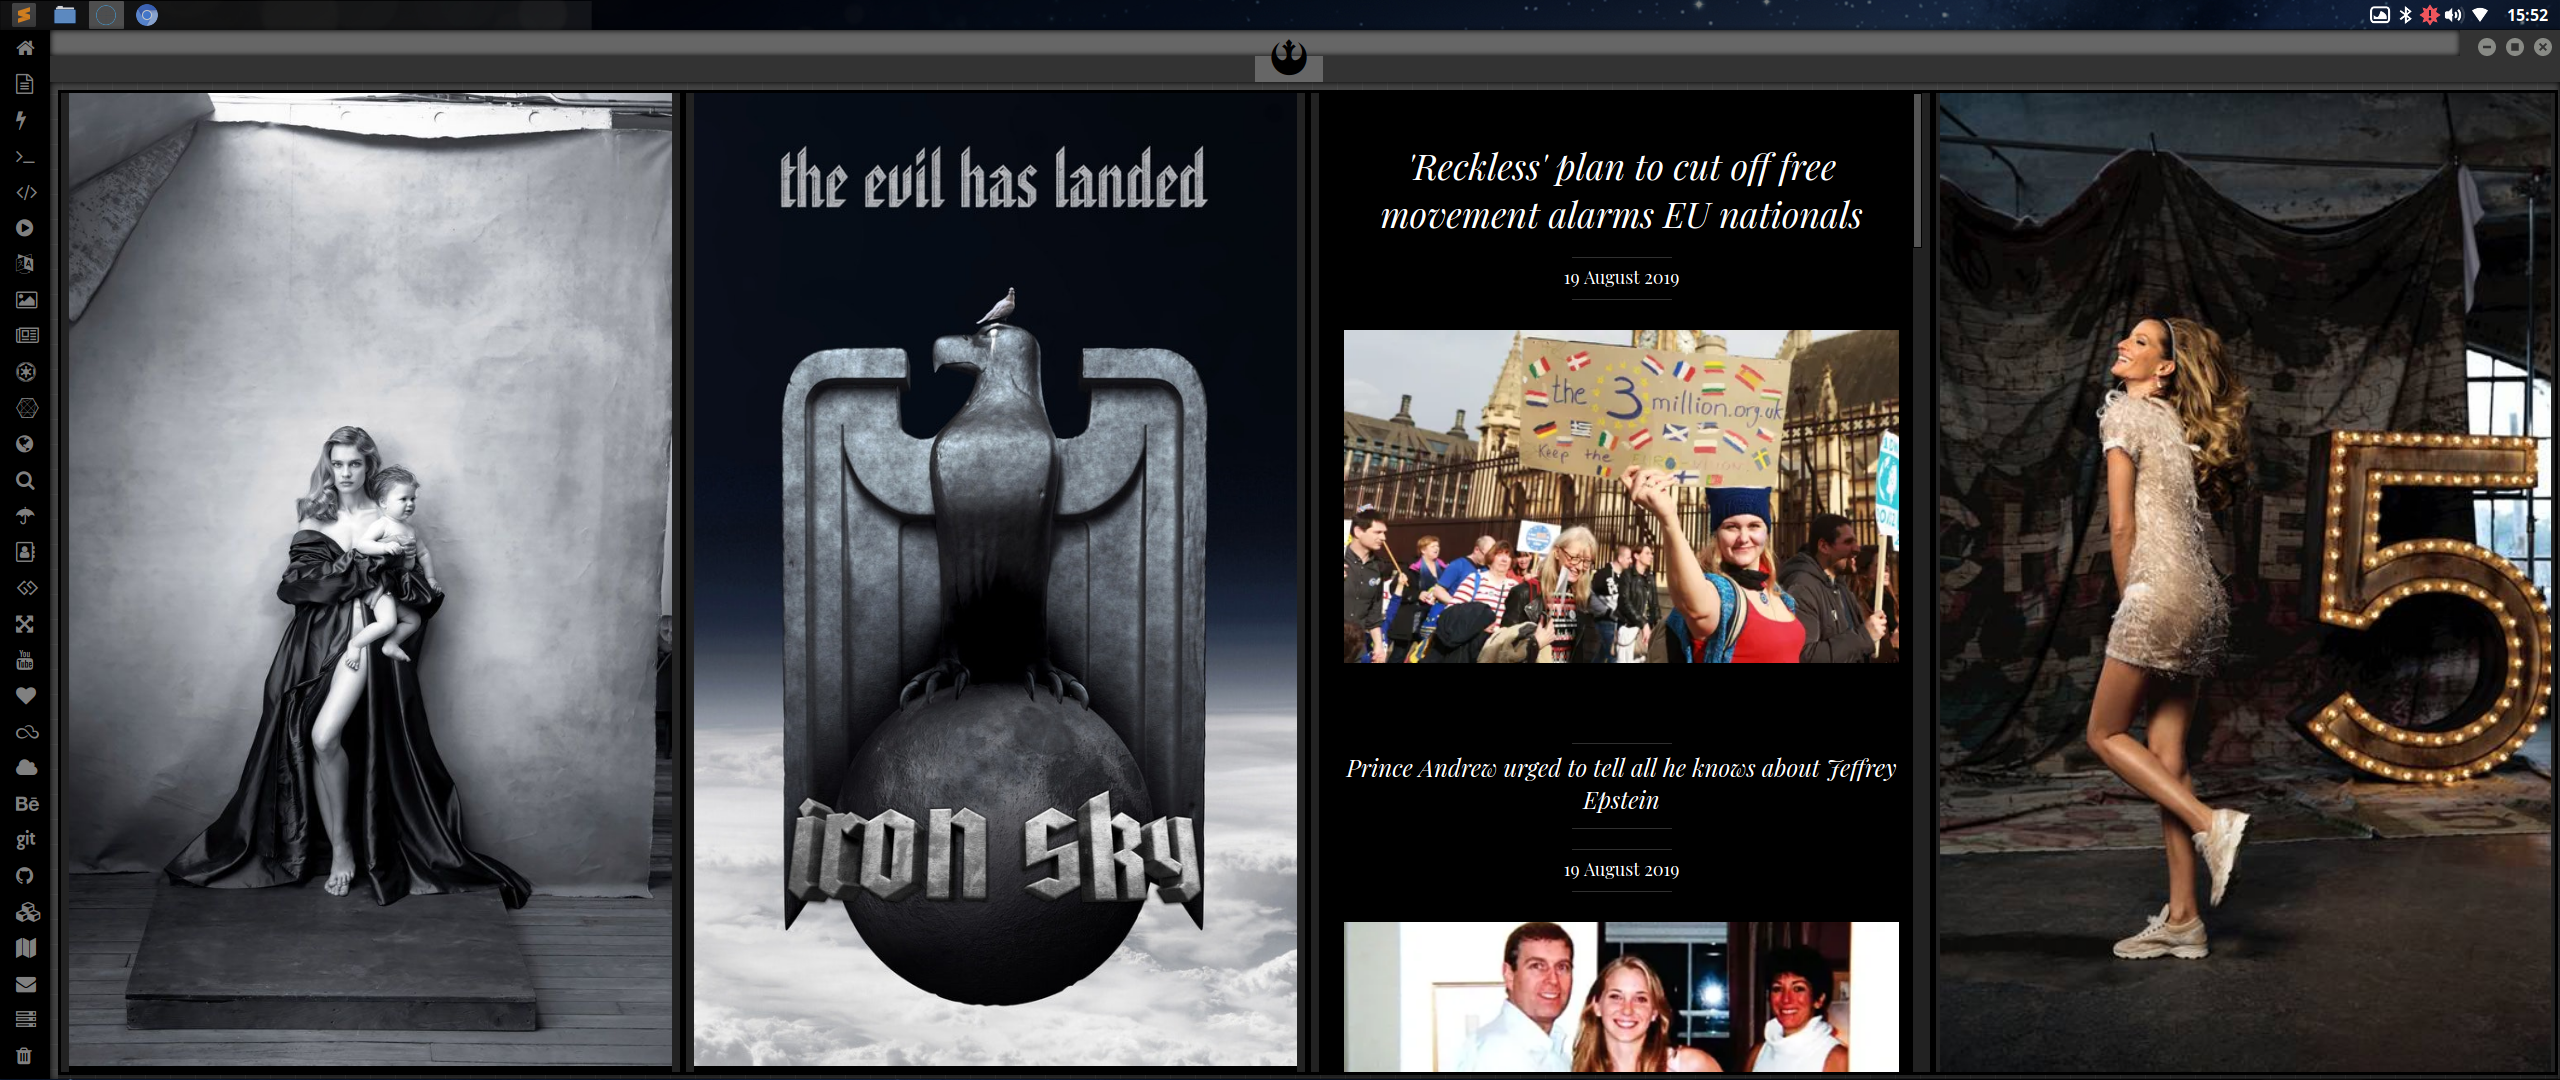 15:52
You
Tube
Bē
git
the evil has landed
iron sky
'Reckless' plan to cut off free
movement alarms EU nationals
19 August 2019
the 3 million.org.uk
Keep the
Prince Andrew urged to tell all he knows about Jeffrey
Epstein
19 August 2019
5